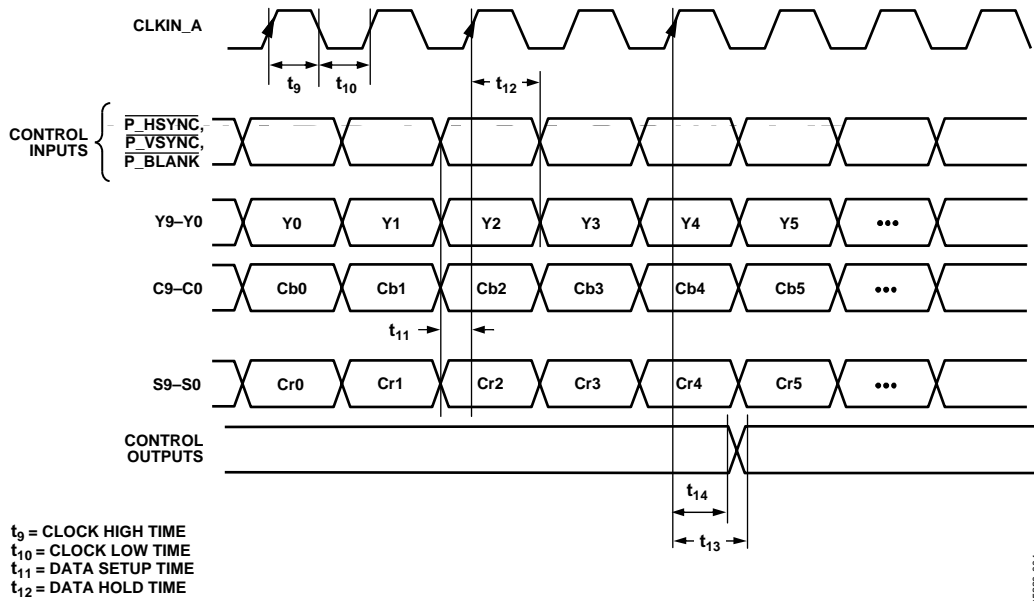 CLKIN_A
t9
t10
t12
CONTROL
INPUTS
P_HSYNC,
P_VSYNC,
P_BLANK
Y9–Y0
Y0
Y1
Y2
Y3
Y4
Y5
•••
C9–C0
Cb0
Cb1
Cb2
Cb3
Cb4
Cb5
•••
t11
S9–S0
Cr0
Cr1
Cr2
Cr3
Cr4
Cr5
•••
CONTROL
OUTPUTS
t14
t13
t9 = CLOCK HIGH TIME
t10 = CLOCK LOW TIME
t11 = DATA SETUP TIME
t12 = DATA HOLD TIME